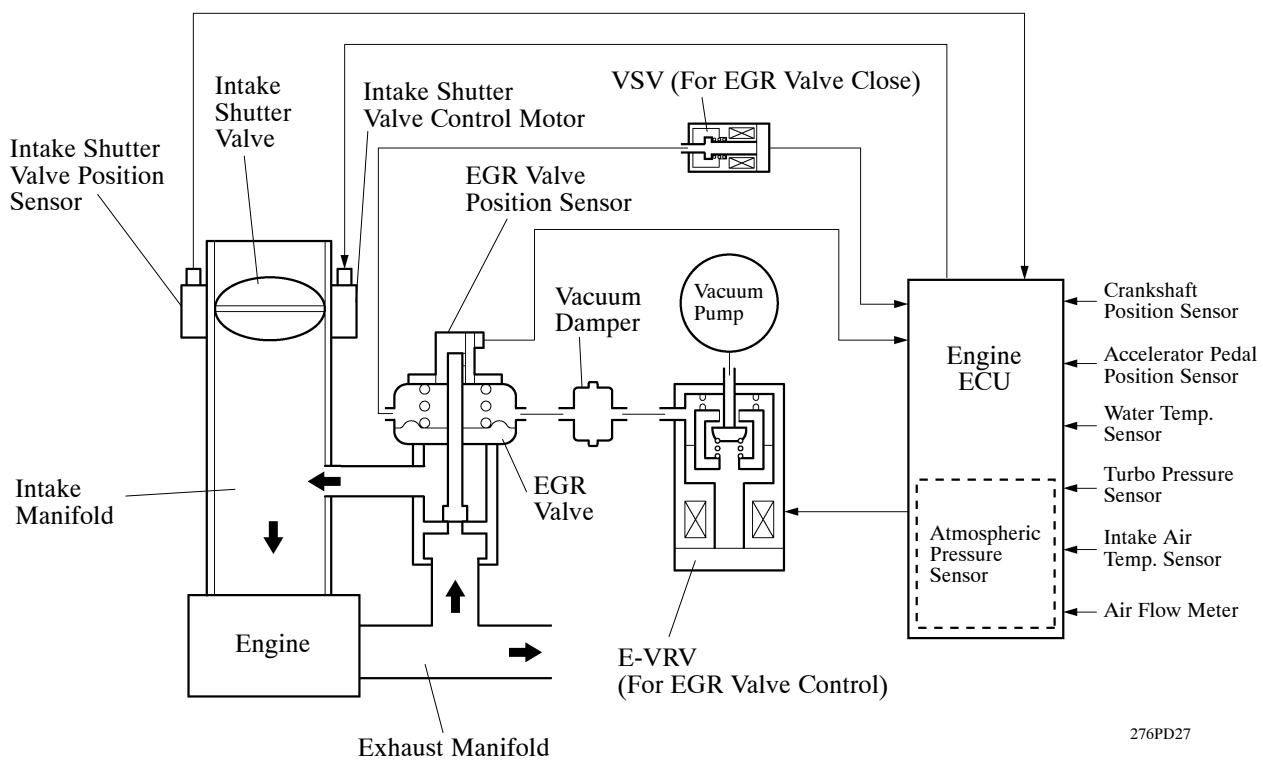 VSV (For EGR Valve Close)
Intake
Shutter
Valve
Intake Shutter
Valve Control Motor
Intake Shutter
Valve Position
Sensor
EGR Valve
Position Sensor
Vacuum
Damper
Vacuum
Pump
Engine
ECU
Crankshaft
Position Sensor
Accelerator Pedal
Position Sensor
Water Temp.
Sensor
Turbo Pressure
Sensor
Intake Air
Temp. Sensor
Air Flow Meter
Atmospheric
Pressure
Sensor
Intake
Manifold
EGR
Valve
Engine
E-VRV
(For EGR Valve Control)
Exhaust Manifold
276PD27